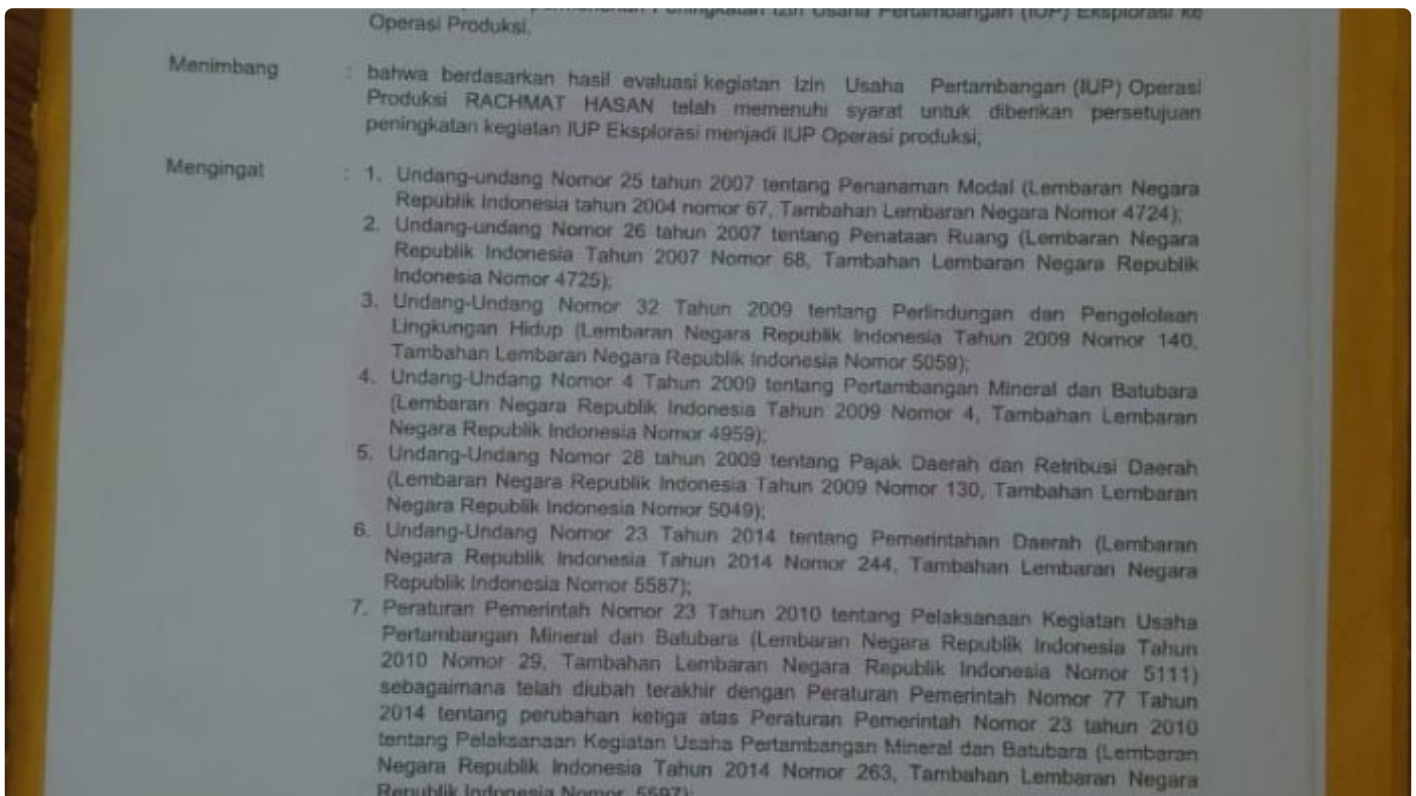 permohonan Peningkatan Izin Usaha Pertambangan (IUP) Eksplorasi ke
Operasi Produksi.
Menimbang : bahwa berdasarkan hasil evaluasi kegiatan Izin Usaha Pertambangan (IUP) Operasi
Produksi RACHMAT HASAN telah memenuhi syarat untuk diberikan persetujuan
peningkatan kegiatan IUP Eksplorasi menjadi IUP Operasi produksi;
Mengingat : 1. Undang-undang Nomor 25 tahun 2007 tentang Penanaman Modal (Lembaran Negara
Republik Indonesia tahun 2004 nomor 67, Tambahan Lembaran Negara Nomor 4724);
2. Undang-undang Nomor 26 tahun 2007 tentang Penataan Ruang (Lembaran Negara
Republik Indonesia Tahun 2007 Nomor 68, Tambahan Lembaran Negara Republik
Indonesia Nomor 4725);
3. Undang-Undang Nomor 32 Tahun 2009 tentang Perlindungan dan Pengelolaan
Lingkungan Hidup (Lembaran Negara Republik Indonesia Tahun 2009 Nomor 140,
Tambahan Lembaran Negara Republik Indonesia Nomor 5059);
4. Undang-Undang Nomor 4 Tahun 2009 tentang Pertambangan Mineral dan Batubara
(Lembaran Negara Republik Indonesia Tahun 2009 Nomor 4, Tambahan Lembaran
Negara Republik Indonesia Nomor 4959);
5. Undang-Undang Nomor 28 tahun 2009 tentang Pajak Daerah dan Retribusi Daerah
(Lembaran Negara Republik Indonesia Tahun 2009 Nomor 130, Tambahan Lembaran
Negara Republik Indonesia Nomor 5049);
6. Undang-Undang Nomor 23 Tahun 2014 tentang Pemerintahan Daerah (Lembaran
Negara Republik Indonesia Tahun 2014 Nomor 244, Tambahan Lembaran Negara
Republik Indonesia Nomor 5587);
7. Peraturan Pemerintah Nomor 23 Tahun 2010 tentang Pelaksanaan Kegiatan Usaha
Pertambangan Mineral dan Batubara (Lembaran Negara Republik Indonesia Tahun
2010 Nomor 29, Tambahan Lembaran Negara Republik Indonesia Nomor 5111)
sebagaimana telah diubah terakhir dengan Peraturan Pemerintah Nomor 77 Tahun
2014 tentang perubahan ketiga atas Peraturan Pemerintah Nomor 23 tahun 2010
tentang Pelaksanaan Kegiatan Usaha Pertambangan Mineral dan Batubara (Lembaran
Negara Republik Indonesia Tahun 2014 Nomor 263, Tambahan Lembaran Negara
Republik Indonesia Nomor 5597);